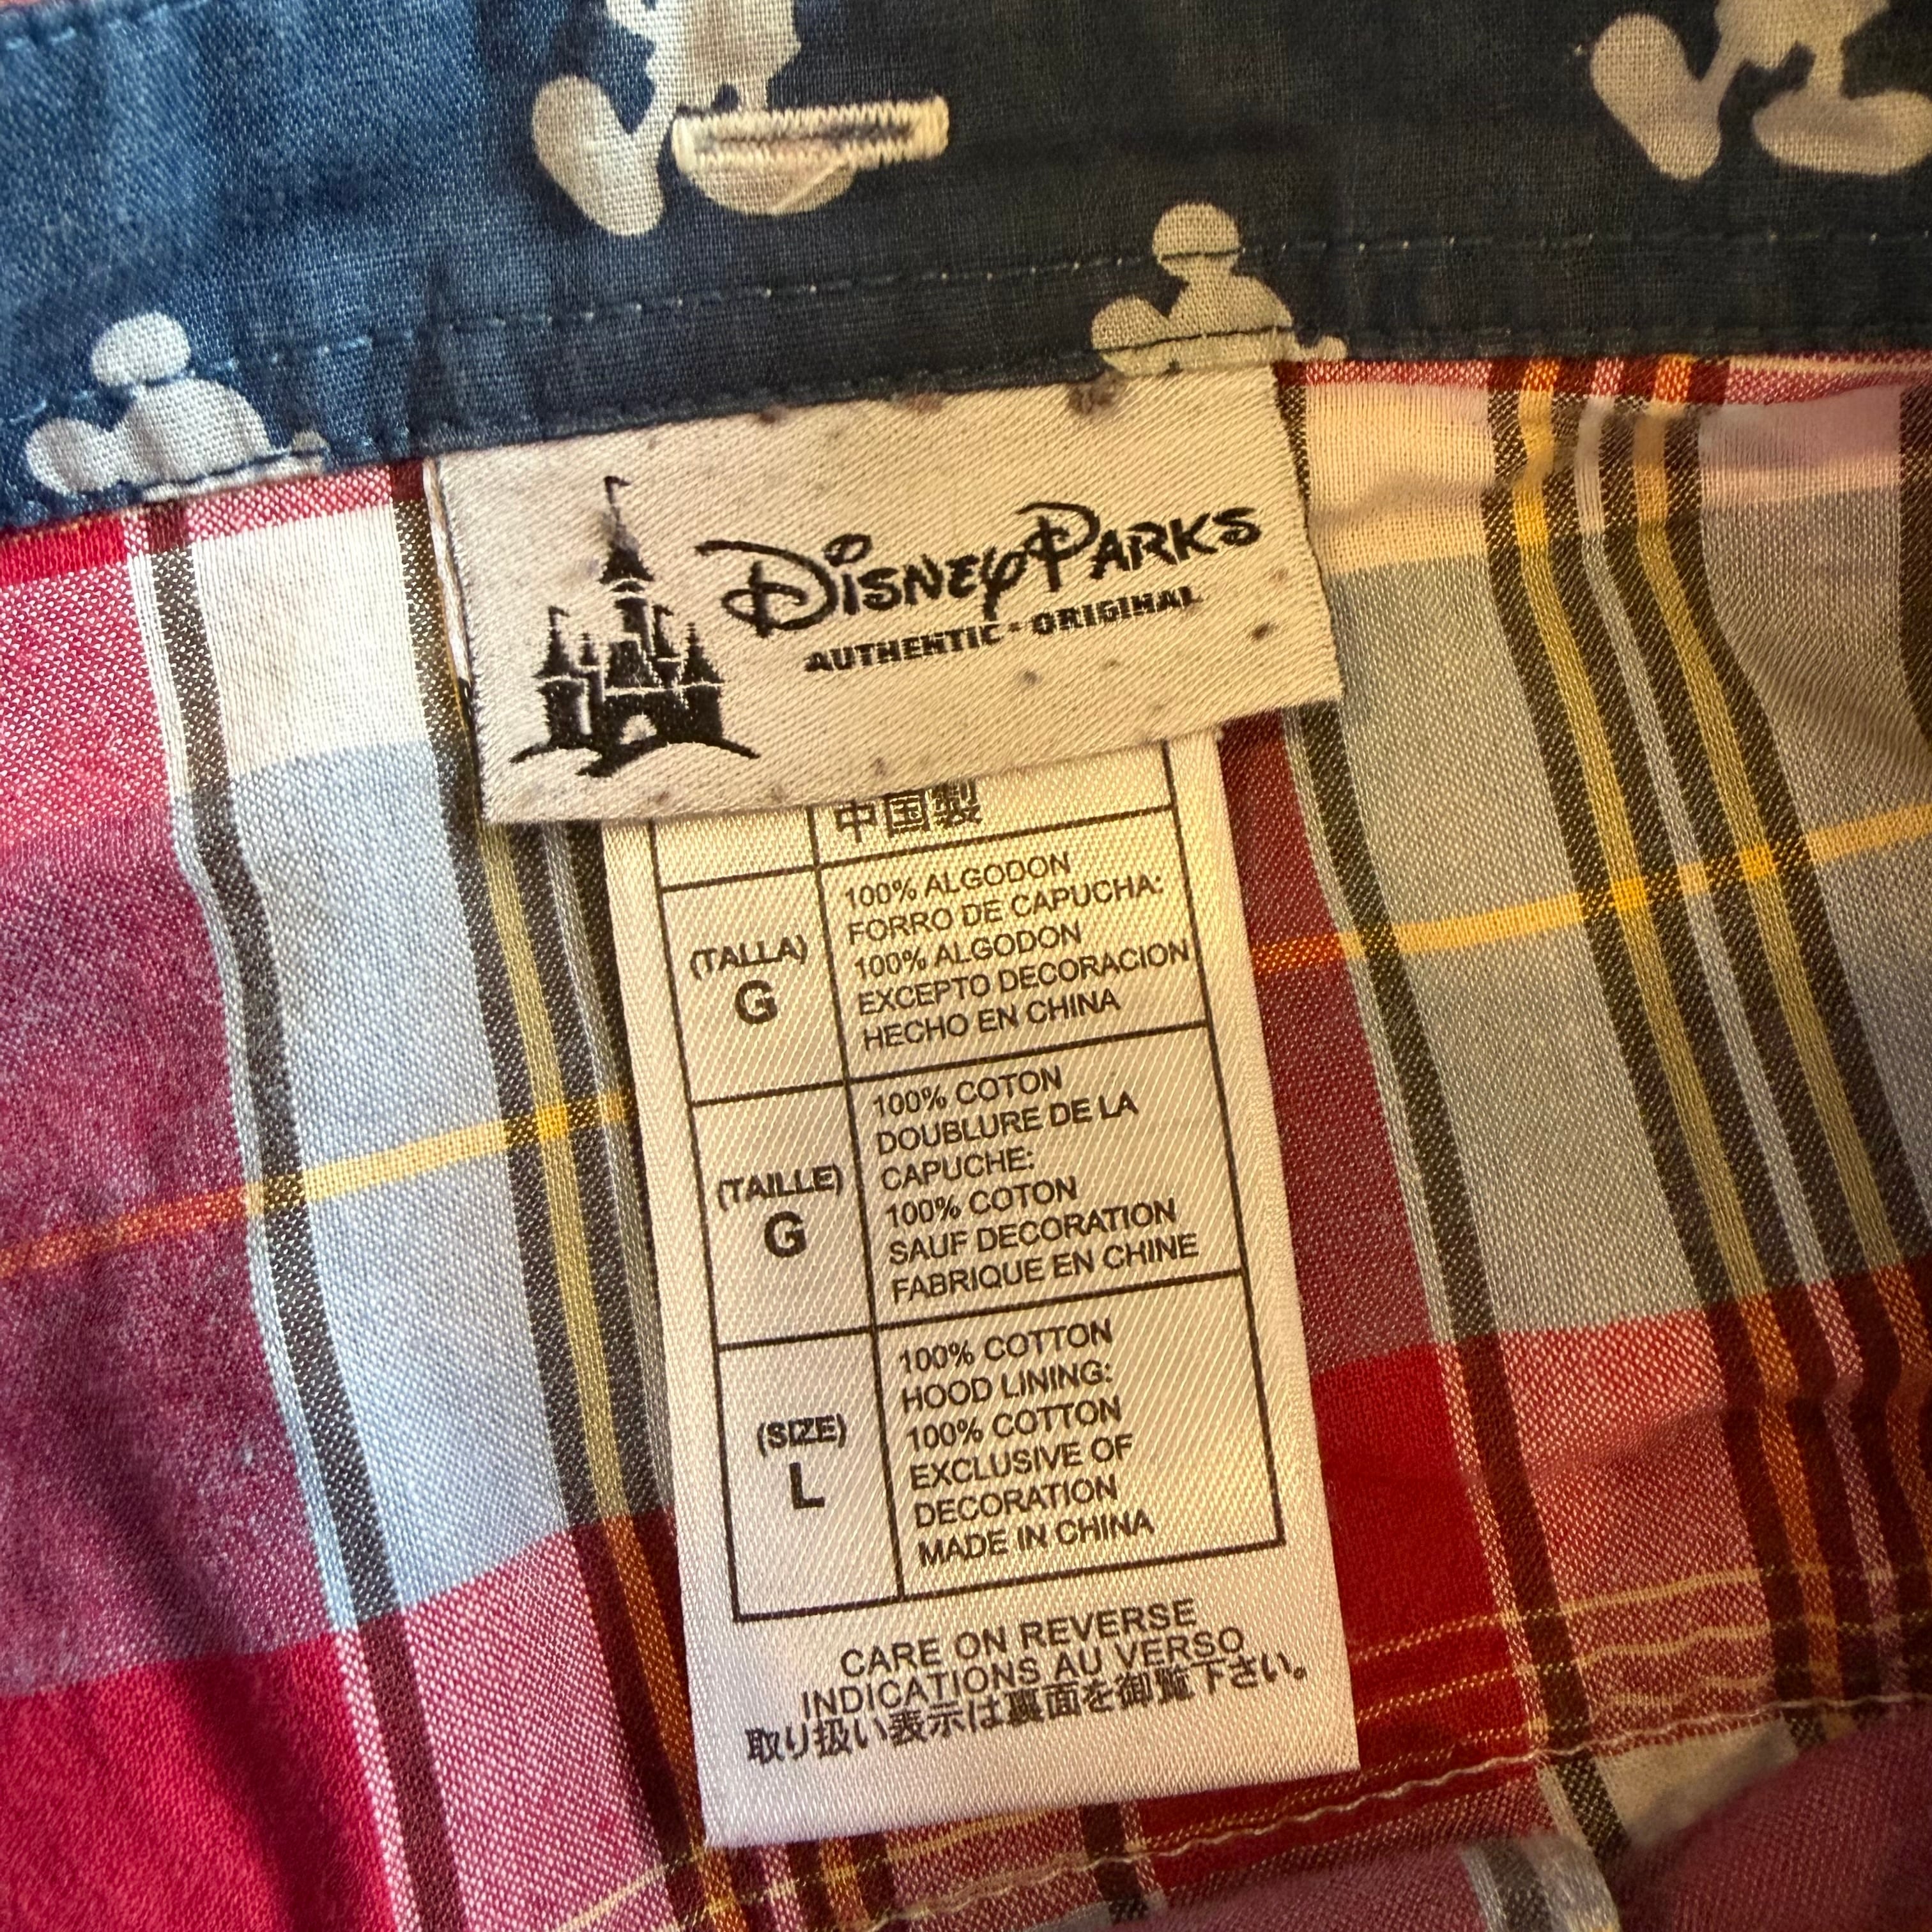 DISNEY PARKS
AUTHENTIC • ORIGINAL
中国製
(TALLA)
G
100% ALGODON
FORRO DE CAPUCHA:
100% ALGODON
EXCEPTO DECORACION
HECHO EN CHINA
(TAILLE)
G
100% COTON
DOUBLURE DE LA
CAPUCHE:
100% COTON
SAUF DECORATION
FABRIQUE EN CHINE
(SIZE)
L
100% COTTON
HOOD LINING:
100% COTTON
EXCLUSIVE OF
DECORATION
MADE IN CHINA
CARE ON REVERSE
INDICATIONS AU VERSO
取り扱い表示は裏面を御覧下さい。